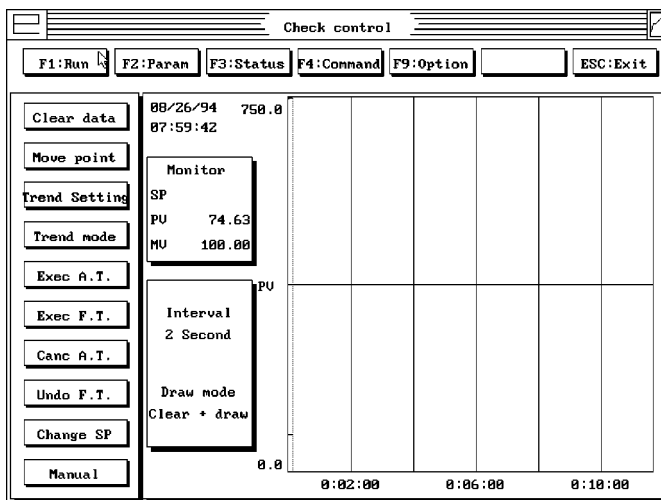 Check control
F1:Run
F2:Param
F3:Status
F4:Command
F9:Option
ESC:Exit
Clear data
Move point
Trend Setting
Trend mode
Exec A.T.
Exec F.T.
Canc A.T.
Undo F.T.
Change SP
Manual
08/26/94
07:59:42
Monitor
SP
PV 74.63
MV 100.00
Interval
2 Second
Draw mode
Clear + draw
750.0
PV
0.0
0:02:00 0:06:00 0:10:00